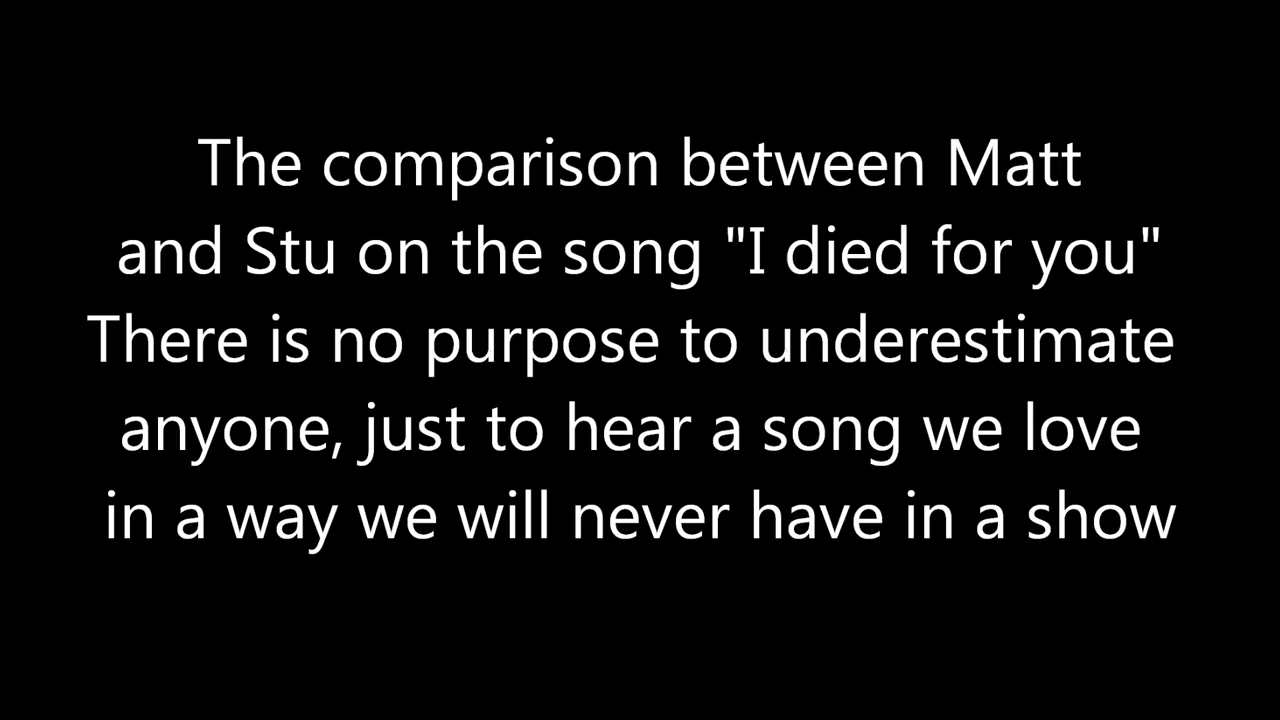 The comparison between Matt
and Stu on the song "I died for you"
There is no purpose to underestimate
anyone, just to hear a song we love
in a way we will never have in a show